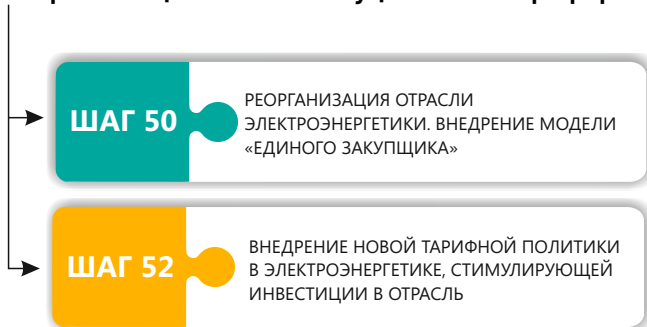 ШАГ 50
РЕОРГАНИЗАЦИЯ ОТРАСЛИ
ЭЛЕКТРОЭНЕРГЕТИКИ. ВНЕДРЕНИЕ МОДЕЛИ
«ЕДИНОГО ЗАКУПЩИКА»
ШАГ 52
ВНЕДРЕНИЕ НОВОЙ ТАРИФНОЙ ПОЛИТИКИ
В ЭЛЕКТРОЭНЕРГЕТИКЕ, СТИМУЛИРУЮЩЕЙ
ИНВЕСТИЦИИ В ОТРАСЛЬ